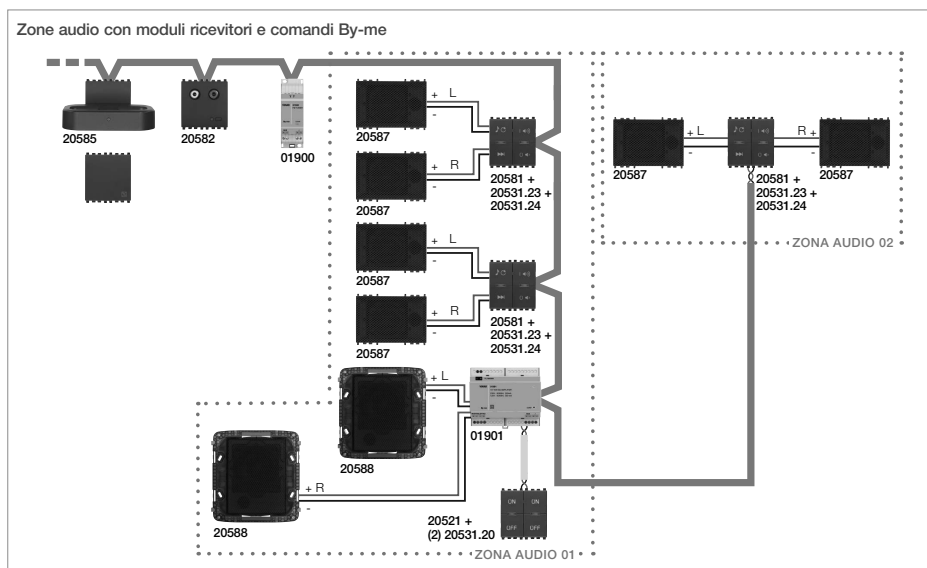 Zone audio con moduli ricevitori e comandi By-me
20585
20582
01900
+ L
-
20587
+ R
-
20587
20581 +
20531.23 +
20531.24
+ L
-
20587
+ R
-
20587
20581 +
20531.23 +
20531.24
+ L
-
20588
01901
+ R
-
20588
ON ON
OFF OFF
20521 +
(2) 20531.20
ZONA AUDIO 01
+ L
-
20587
R +
-
20587
20581 +
20531.23 +
20531.24
ZONA AUDIO 02